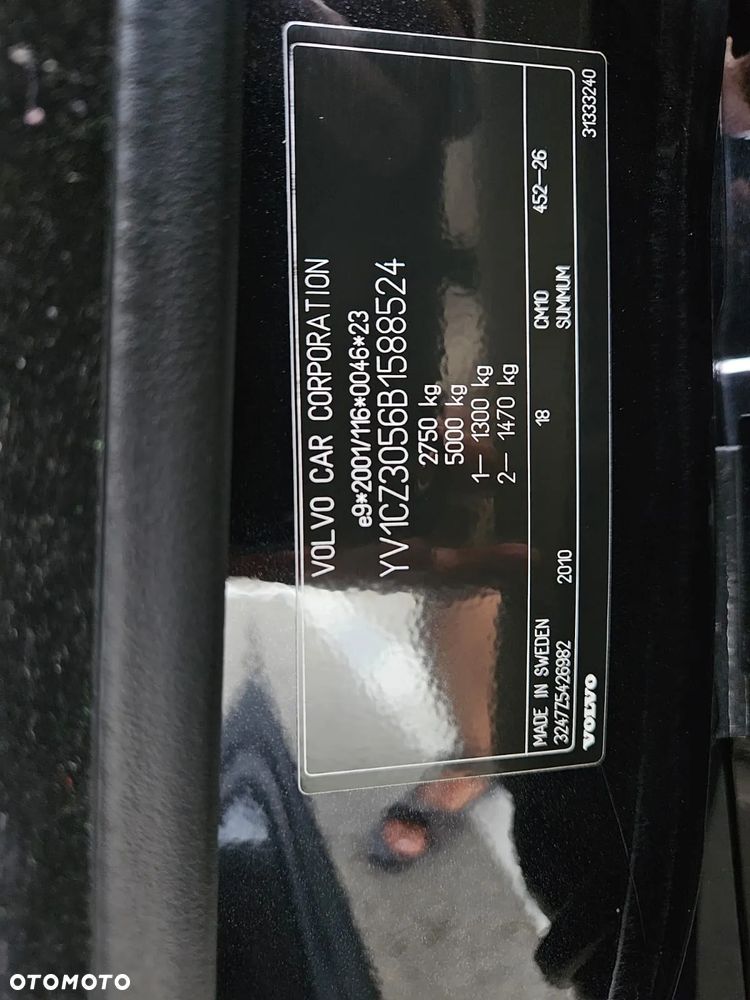 VOLVO CAR CORPORATION
e9*2001/116*0046*23
YV1CZ3056B1588524
2750 kg
5000 kg
1— 1300 kg
2— 1470 kg
MADE IN SWEDEN 18 CM10 452—26
3247Z5426982 2010 SUMMUM
VOLVO 31333240
OTOMOTO